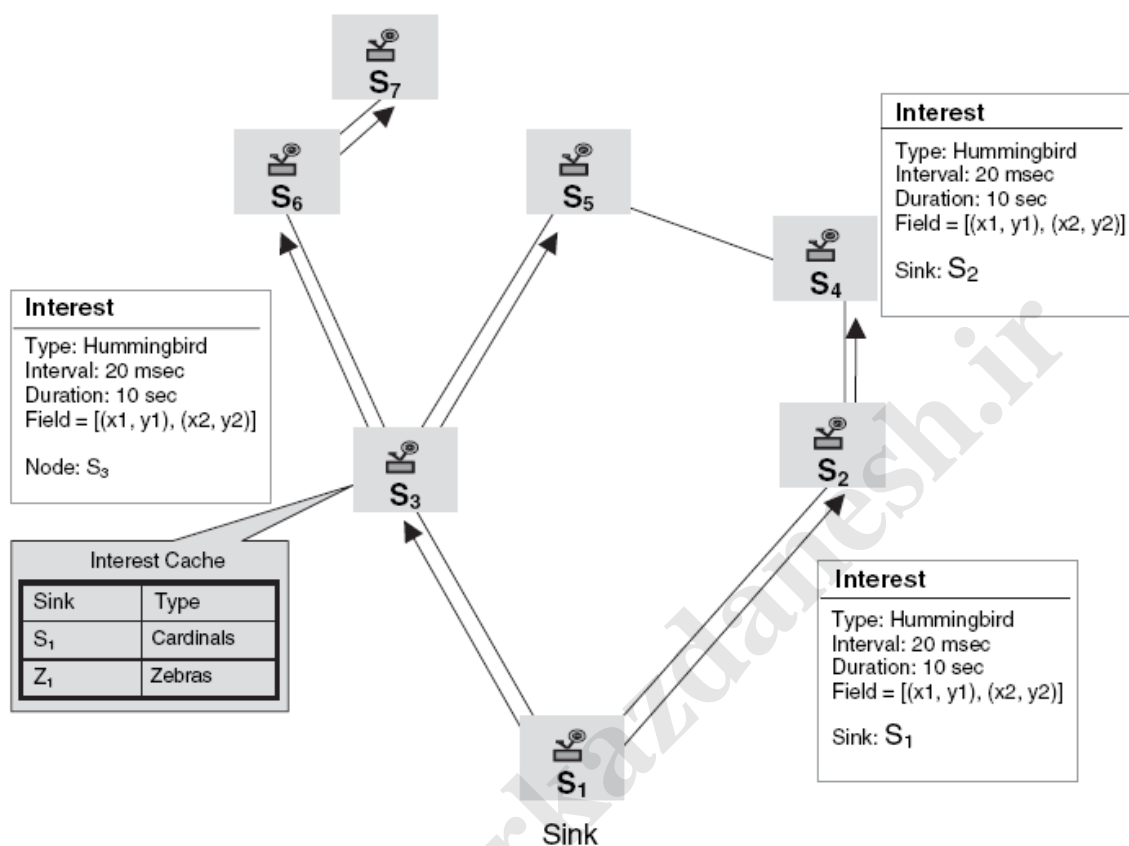 S₇
S₆
S₅
Interest
Type: Hummingbird
Interval: 20 msec
Duration: 10 sec
Field = [(x1, y1), (x2, y2)]
Sink: S₂
S₄
Interest
Type: Hummingbird
Interval: 20 msec
Duration: 10 sec
Field = [(x1, y1), (x2, y2)]
Node: S₃
S₃
S₂
Interest Cache
Sink Type
S₁ Cardinals
Z₁ Zebras
Interest
Type: Hummingbird
Interval: 20 msec
Duration: 10 sec
Field = [(x1, y1), (x2, y2)]
Sink: S₁
S₁
Sink
rkazdanesh.ir